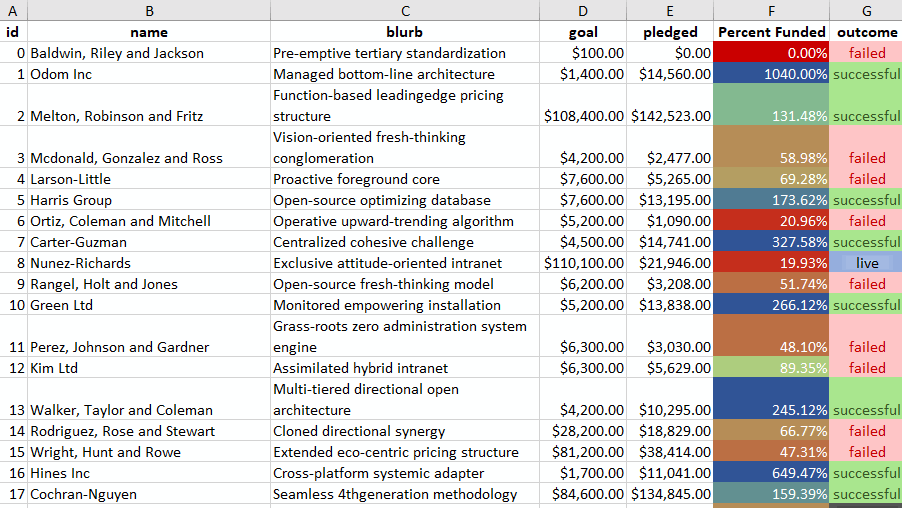 A B C D E F G
id name blurb goal pledged Percent Funded outcome
0 Baldwin, Riley and Jackson Pre-emptive tertiary standardization $100.00 $0.00 0.00% failed
1 Odom Inc Managed bottom-line architecture $1,400.00 $14,560.00 1040.00% successful
Function-based leadingedge pricing
2 Melton, Robinson and Fritz structure $108,400.00 $142,523.00 131.48% successful
Vision-oriented fresh-thinking
3 Mcdonald, Gonzalez and Ross conglomeration $4,200.00 $2,477.00 58.98% failed
4 Larson-Little Proactive foreground core $7,600.00 $5,265.00 69.28% failed
5 Harris Group Open-source optimizing database $7,600.00 $13,195.00 173.62% successful
6 Ortiz, Coleman and Mitchell Operative upward-trending algorithm $5,200.00 $1,090.00 20.96% failed
7 Carter-Guzman Centralized cohesive challenge $4,500.00 $14,741.00 327.58% successful
8 Nunez-Richards Exclusive attitude-oriented intranet $110,100.00 $21,946.00 19.93% live
9 Rangel, Holt and Jones Open-source fresh-thinking model $6,200.00 $3,208.00 51.74% failed
10 Green Ltd Monitored empowering installation $5,200.00 $13,838.00 266.12% successful
Grass-roots zero administration system
11 Perez, Johnson and Gardner engine $6,300.00 $3,030.00 48.10% failed
12 Kim Ltd Assimilated hybrid intranet $6,300.00 $5,629.00 89.35% failed
Multi-tiered directional open
13 Walker, Taylor and Coleman architecture $4,200.00 $10,295.00 245.12% successful
14 Rodriguez, Rose and Stewart Cloned directional synergy $28,200.00 $18,829.00 66.77% failed
15 Wright, Hunt and Rowe Extended eco-centric pricing structure $81,200.00 $38,414.00 47.31% failed
16 Hines Inc Cross-platform systemic adapter $1,700.00 $11,041.00 649.47% successful
17 Cochran-Nguyen Seamless 4thgeneration methodology $84,600.00 $134,845.00 159.39% successful